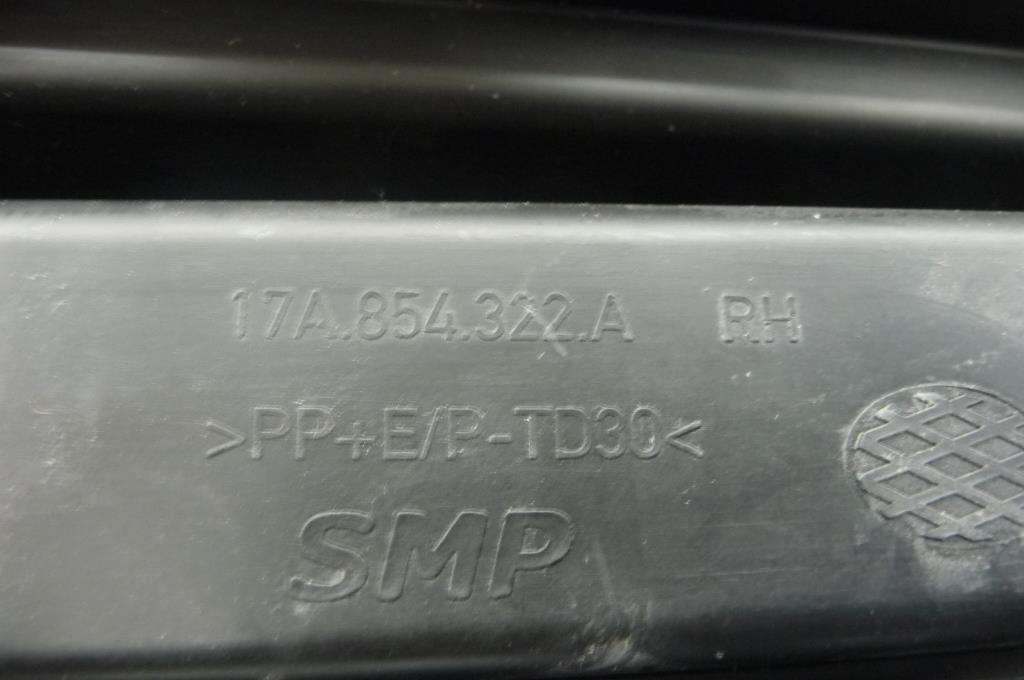 17A.854.322.A RH
>PP+E/P-TD30<
SMP